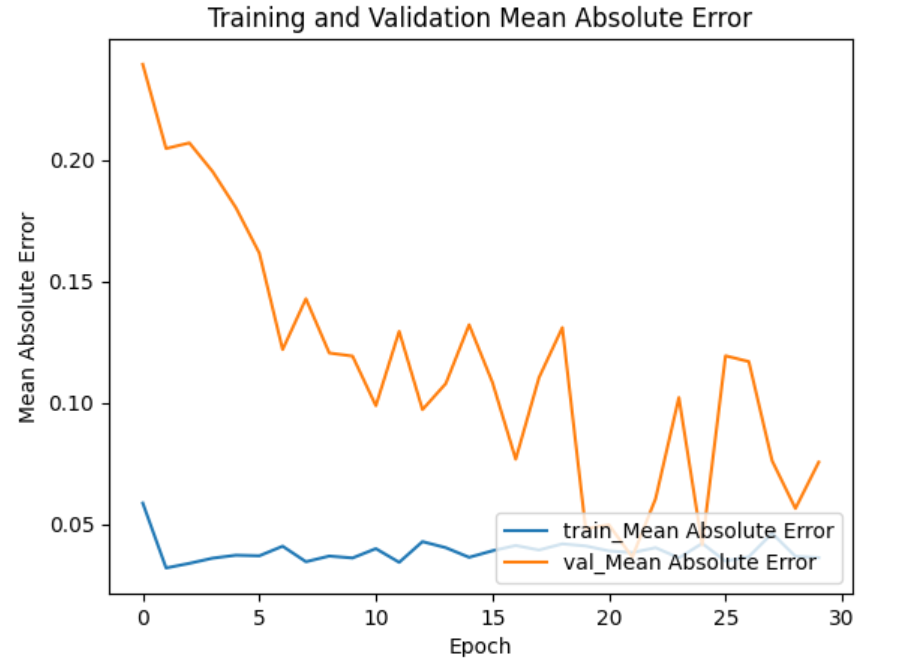 Training and Validation Mean Absolute Error
Mean Absolute Error
0.20
0.15
0.10
0.05
train_Mean Absolute Error
val_Mean Absolute Error
0 5 10 15 20 25 30
Epoch